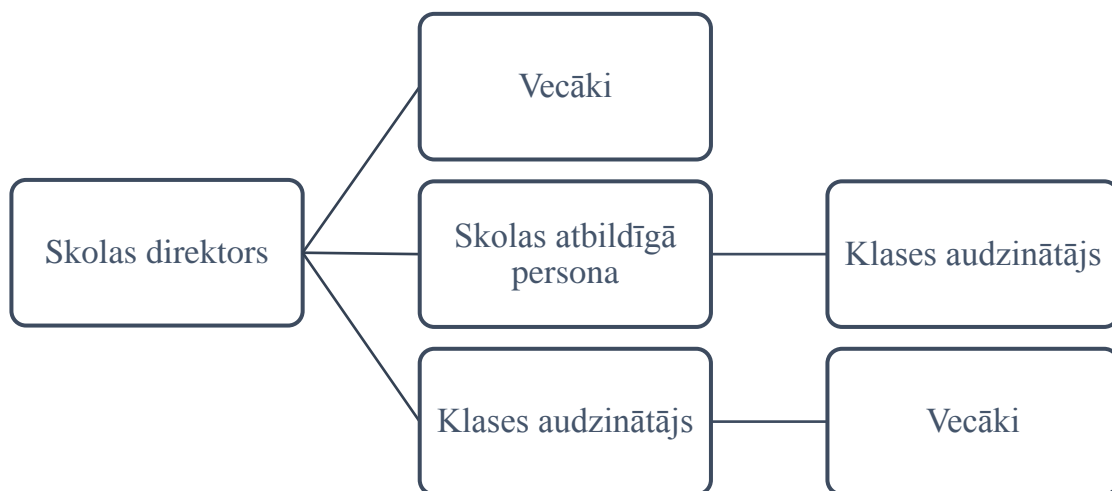 Vecāki
Skolas direktors
Skolas atbildīgā
persona
Klases audzinātājs
Klases audzinātājs
Vecāki